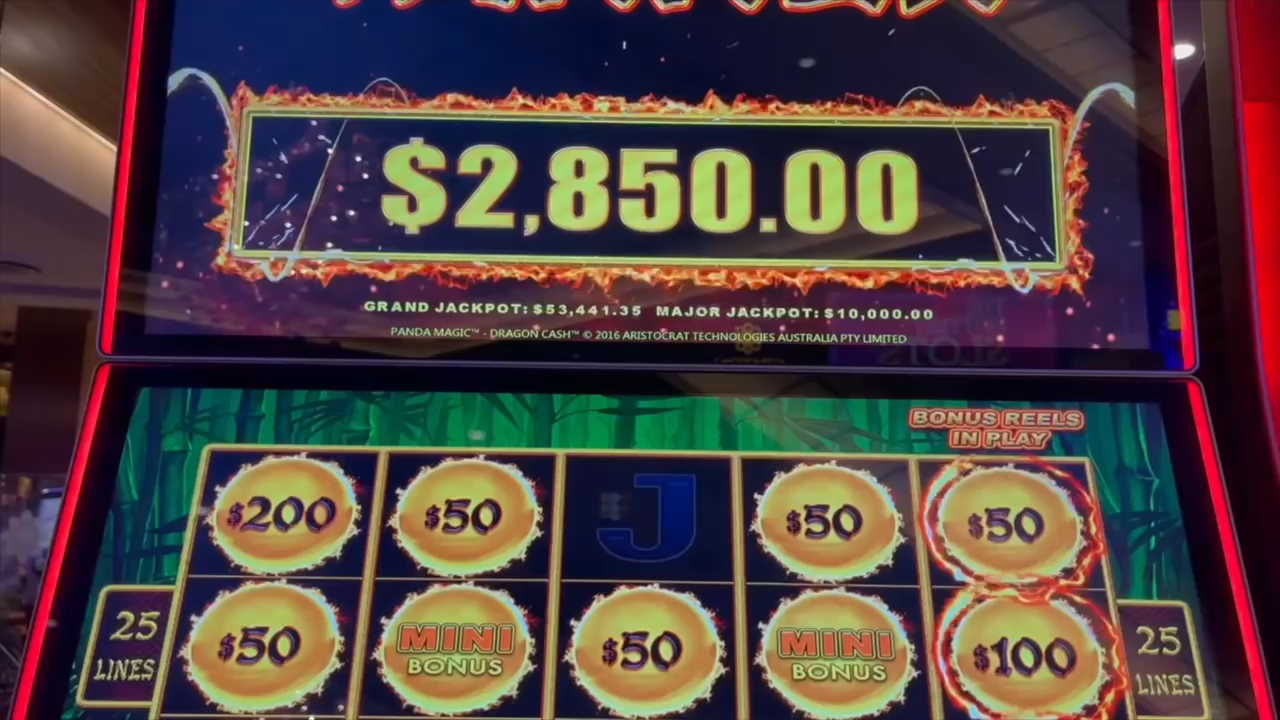 $2,850.00
GRAND JACKPOT: $53,441.35 MAJOR JACKPOT: $10,000.00
PANDA MAGIC™ - DRAGON CASH™ © 2016 ARISTOCRAT TECHNOLOGIES AUSTRALIA PTY LIMITED
BONUS REELS
IN PLAY
$200 $50 J $50 $50
25 LINES
$50 MINI BONUS $50 MINI BONUS $100
25 LINES